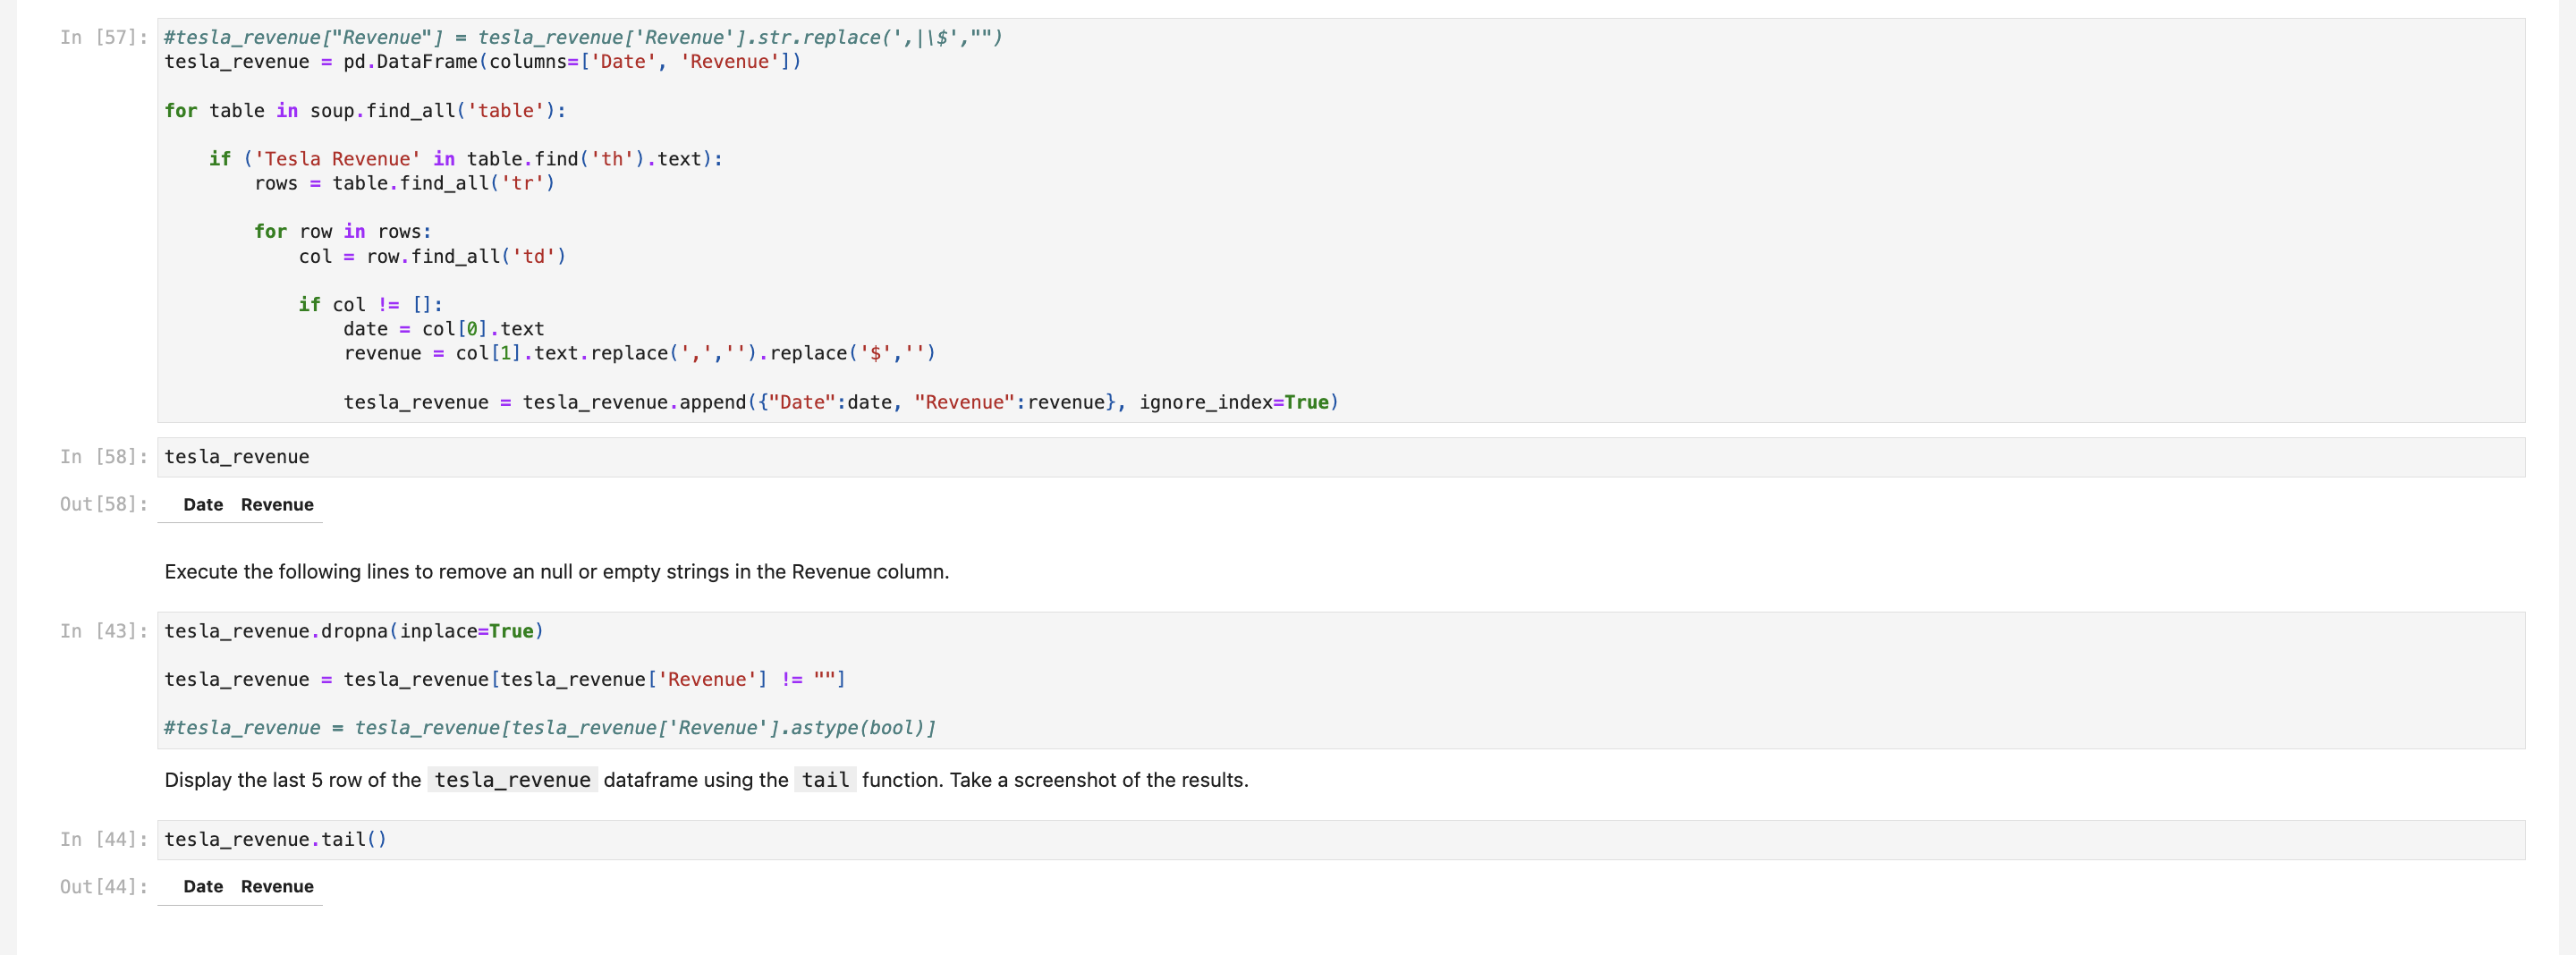 In [57]: #tesla_revenue["Revenue"] = tesla_revenue['Revenue'].str.replace(',|\$',"")
tesla_revenue = pd.DataFrame(columns=['Date', 'Revenue'])
for table in soup.find_all('table'):
if ('Tesla Revenue' in table.find('th').text):
rows = table.find_all('tr')
for row in rows:
col = row.find_all('td')
if col != []:
date = col[0].text
revenue = col[1].text.replace(',','').replace('$','')
tesla_revenue = tesla_revenue.append({"Date":date, "Revenue":revenue}, ignore_index=True)
In [58]: tesla_revenue
Out[58]: Date Revenue
Execute the following lines to remove an null or empty strings in the Revenue column.
In [43]: tesla_revenue.dropna(inplace=True)
tesla_revenue = tesla_revenue[tesla_revenue['Revenue'] != ""]
#tesla_revenue = tesla_revenue[tesla_revenue['Revenue'].astype(bool)]
Display the last 5 row of the tesla_revenue dataframe using the tail function. Take a screenshot of the results.
In [44]: tesla_revenue.tail()
Out[44]: Date Revenue